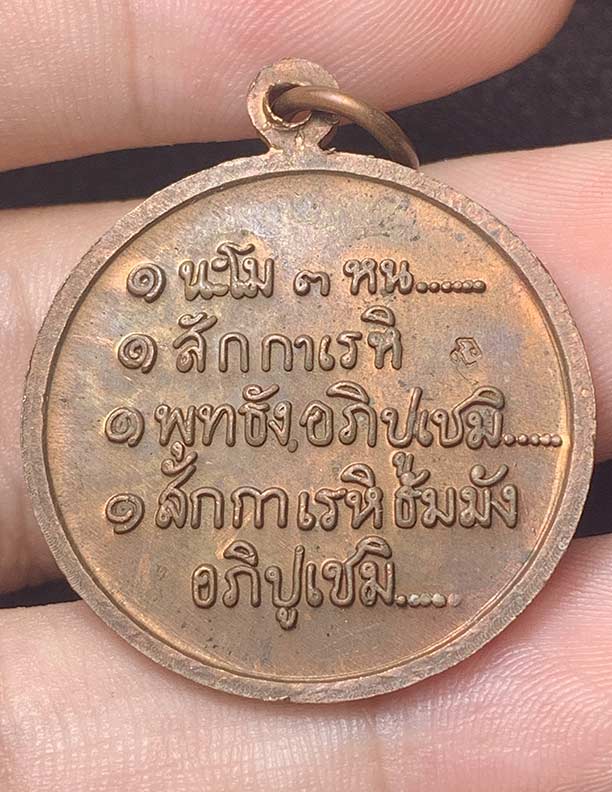 ๑ นะโม ๓ หน......
๑ สักกาเรหิ
๑ พุทธัง,อภิปูเชมิ.....
๑ สักกาเรหิ ธัมมัง
อภิปูเชมิ.....